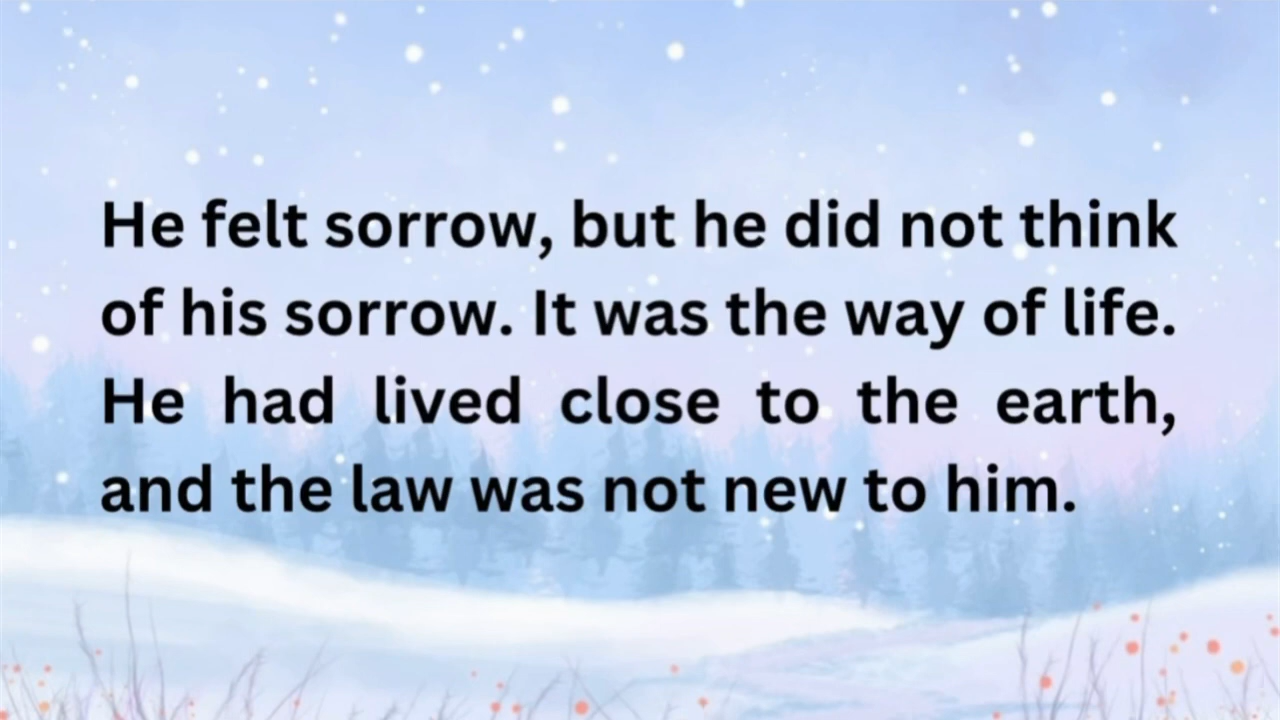 He felt sorrow, but he did not think
of his sorrow. It was the way of life.
He had lived close to the earth,
and the law was not new to him.